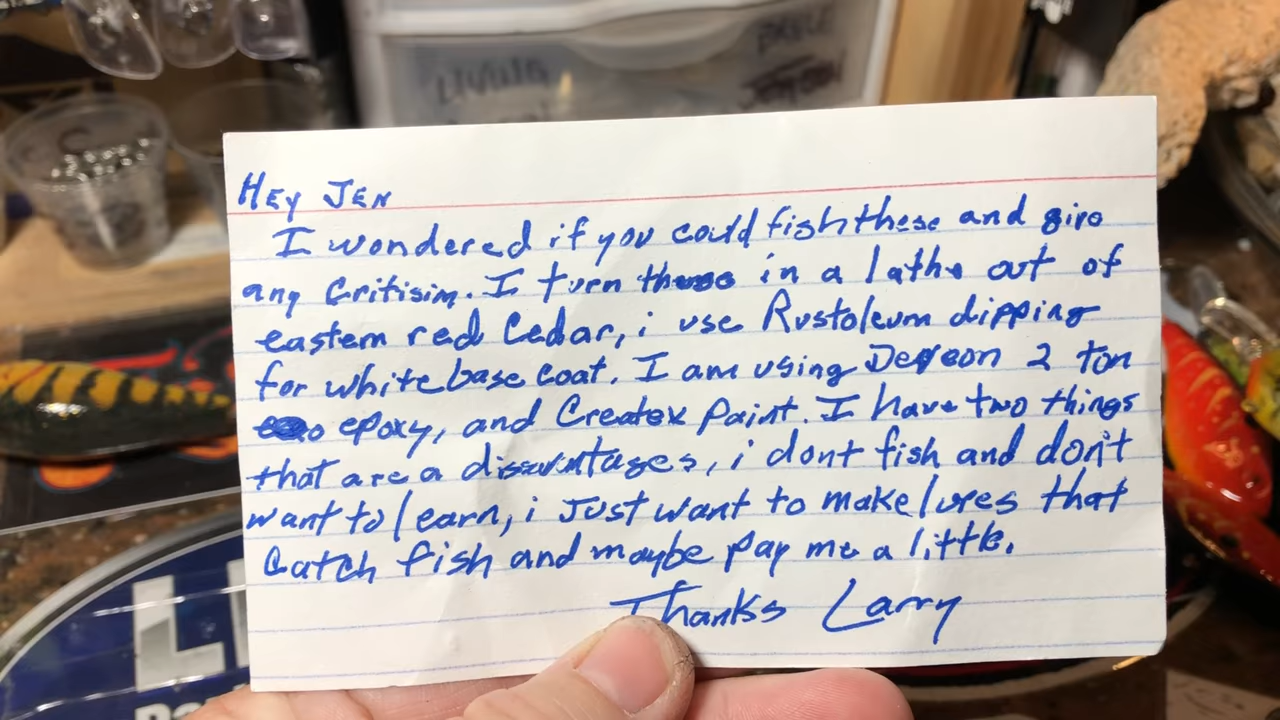 LIVING
HEY JEN
I wondered if you could fish these and give
any Critisim. I turn these in a lathe out of
eastern red Cedar, i use Rustoleum dipping
for white base coat. I am using Devcon 2 ton
epoxy, and Createx paint. I have two things
that are a disavntages, i dont fish and don't
want to learn, i Just want to make lures that
Catch fish and maybe pay me a little.
Thanks Larry